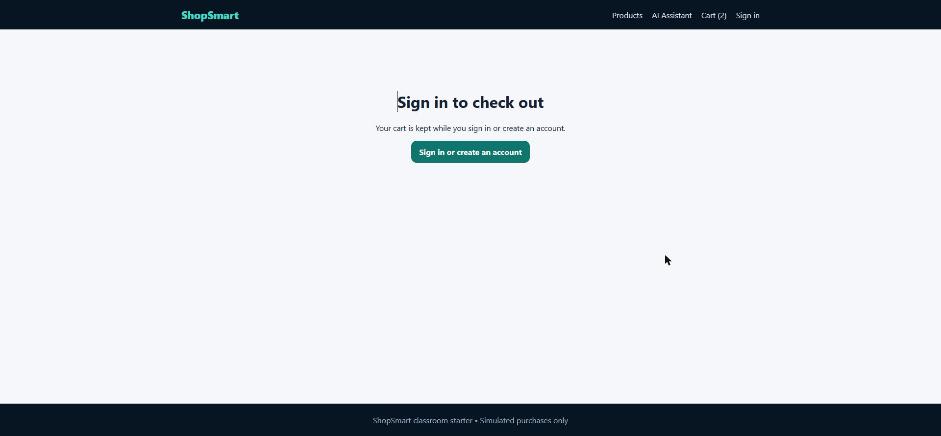 ShopSmart
Products AI Assistant Cart (2) Sign in
Sign in to check out
Your cart is kept while you sign in or create an account.
Sign in or create an account
ShopSmart classroom starter • Simulated purchases only